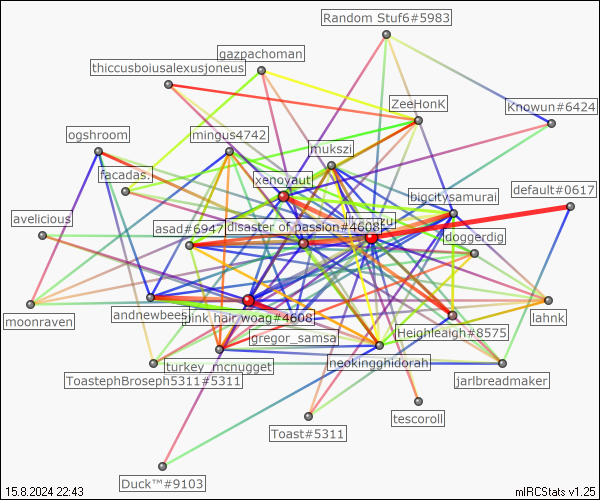 Random Stuf6#5983
gazpachoman
thiccusboiusalexusjoneus
ZeeHonK
Knowun#6424
ogshroom
mingus4742
mukszi
facadas.
xenoyaut
default#0617
bigcitysamurai
avelicious
asad#6947
disaster of passion#4608
doggerdig
moonraven
andnewbees
pink hair woag#4608
lahnk
gregor_samsa
Heighleaigh#8575
turkey_mcnugget
neokingghidorah
ToastephBroseph5311#5311
jarlbreadmaker
Toast#5311
tescoroll
Duck™#9103
15.8.2024 22:43
mIRCStats v1.25